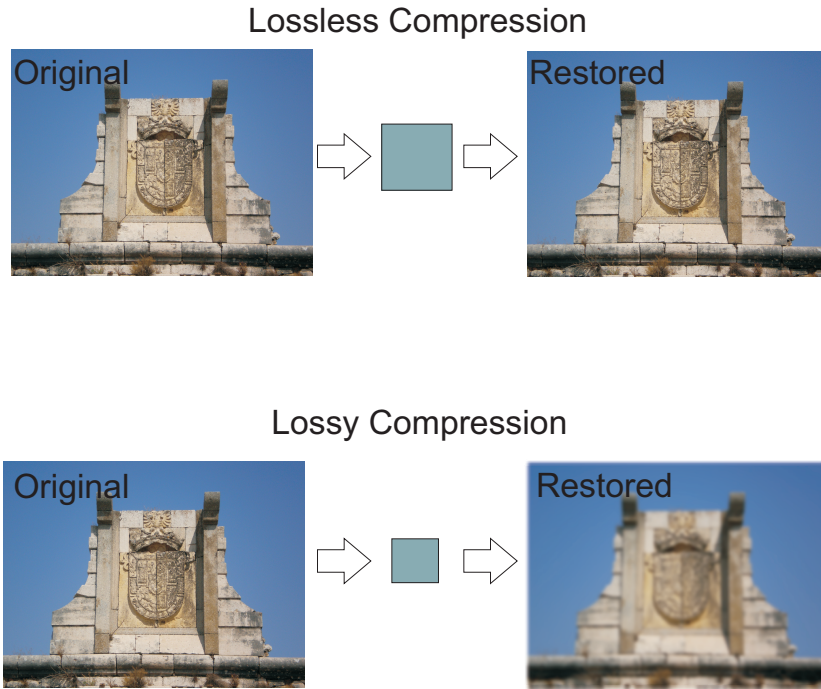 Lossless Compression
Original
Restored
Lossy Compression
Original
Restored